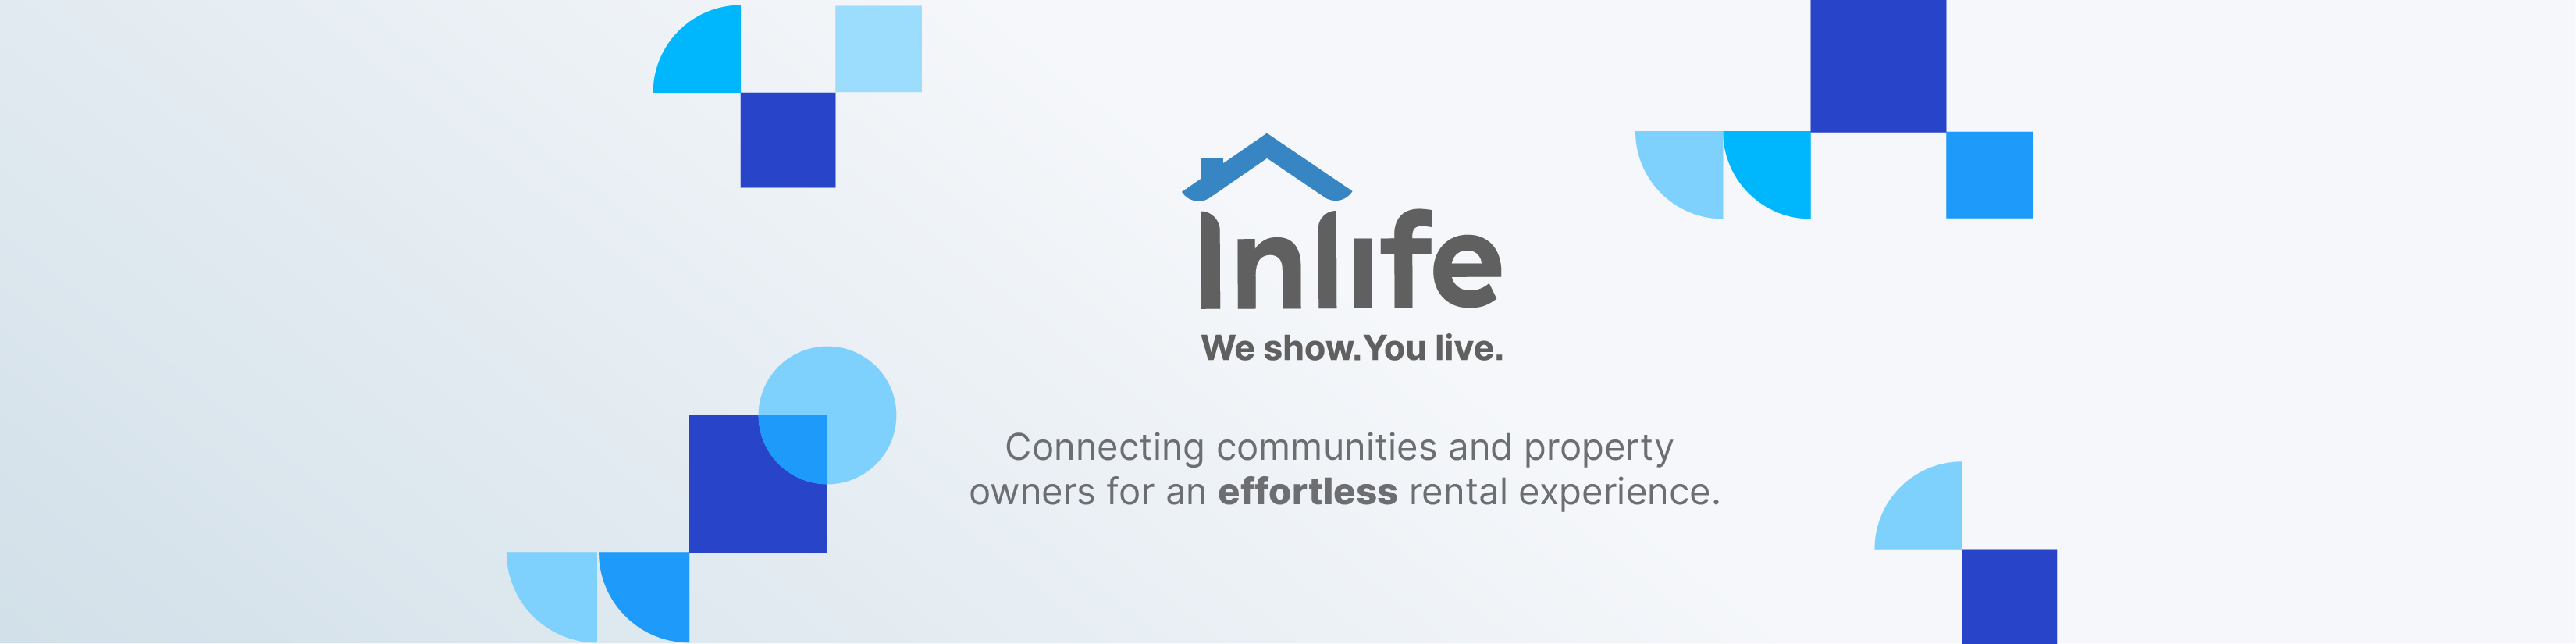 Inlife
We show. You live.
Connecting communities and property
owners for an effortless rental experience.